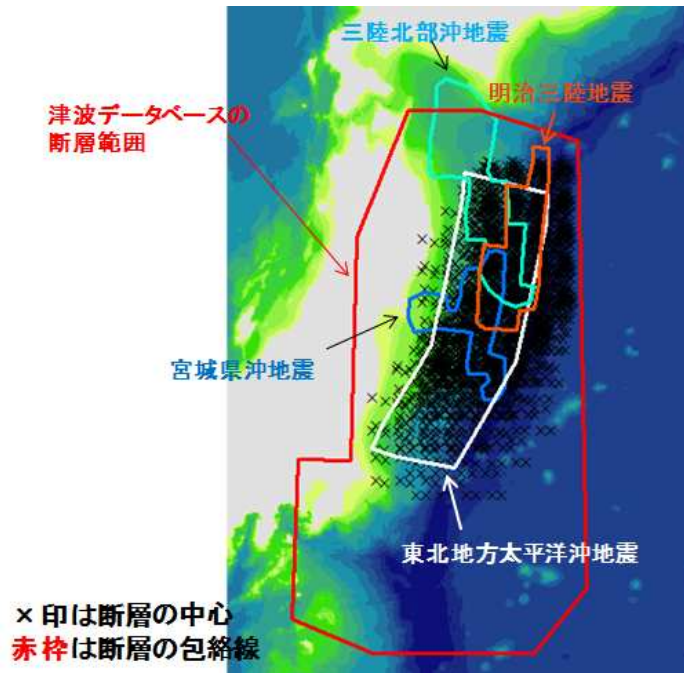 三陸北部沖地震
明治三陸地震
津波データベースの
断層範囲
宮城県沖地震
東北地方太平洋沖地震
×印は断層の中心
赤枠は断層の包絡線